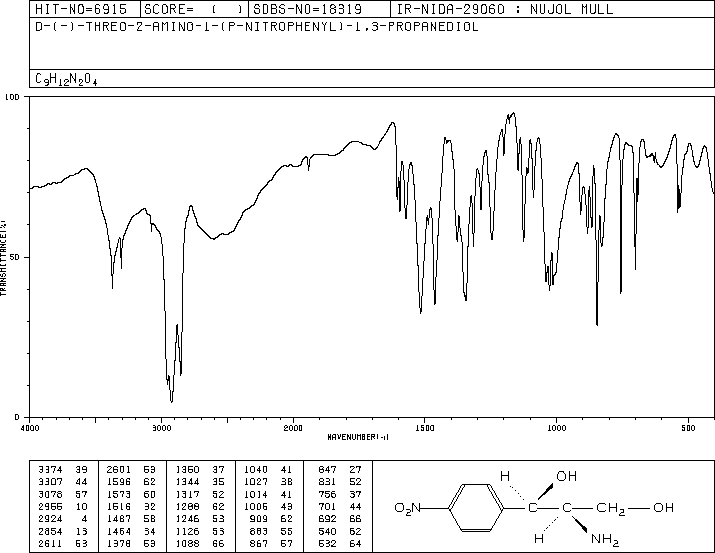 HIT-NO=6915 SCORE= ( ) SDBS-NO=18319 IR-NIDA-29060 : NUJOL MULL
D-(-)-THREO-2-AMINO-1-(P-NITROPHENYL)-1,3-PROPANEDIOL
C9H12N2O4
100
TRANSMITTANCE(%)
50
0
4000 3000 2000 1500 1000 500
WAVENUMBER(-1)
3374 39 2601 53 1350 37 1040 41 847 27
3307 44 1596 62 1344 35 1027 38 831 52
3078 57 1573 60 1317 52 1014 41 756 37
2955 10 1516 32 1288 62 1006 49 701 44
2924 4 1487 58 1246 53 909 62 692 66
2854 13 1464 34 1126 53 883 55 540 62
2611 53 1378 53 1088 66 867 57 532 64
H OH
O2N C C CH2 OH
H NH2